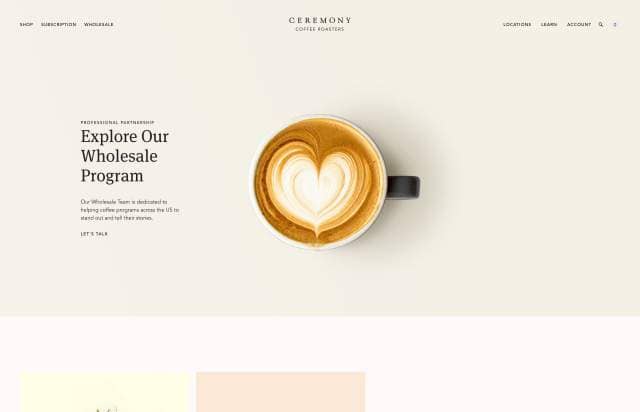 SHOP SUBSCRIPTION WHOLESALE
CEREMONY
COFFEE ROASTERS
LOCATIONS LEARN ACCOUNT 0
PROFESSIONAL PARTNERSHIP
Explore Our
Wholesale
Program
Our Wholesale Team is dedicated to
helping coffee programs across the US to
stand out and tell their stories.
LET'S TALK